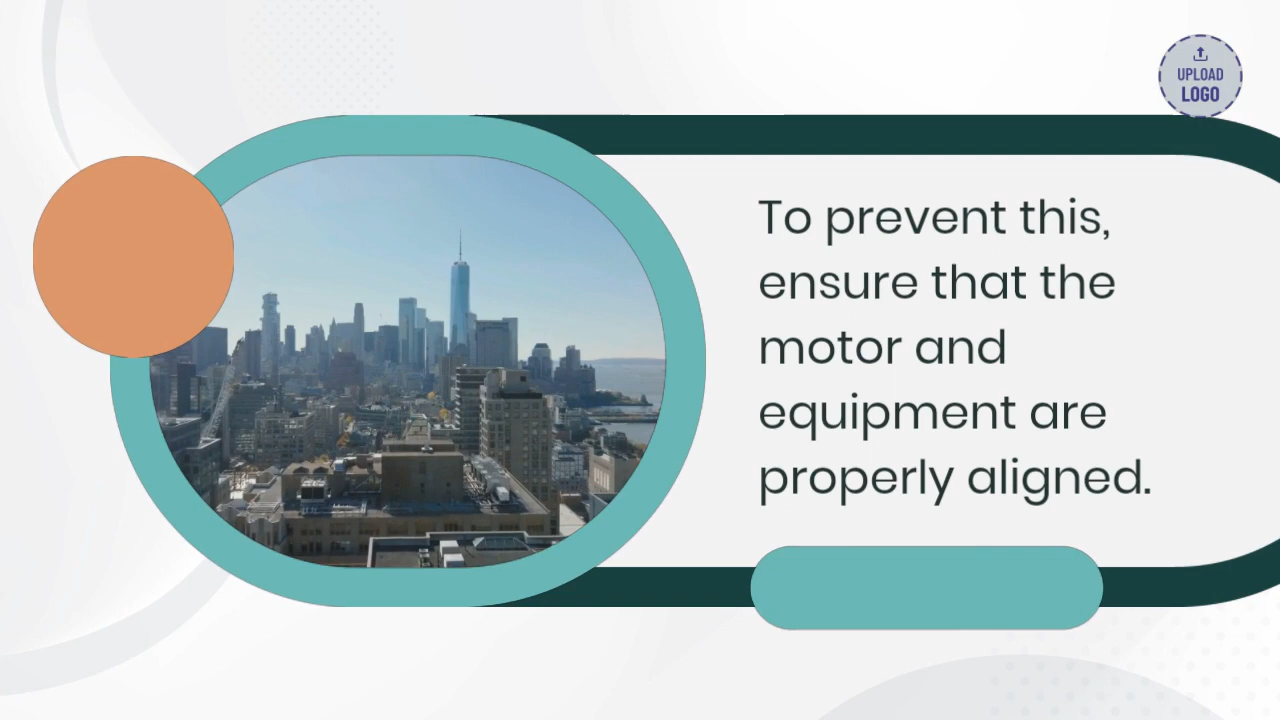 UPLOAD
LOGO
To prevent this,
ensure that the
motor and
equipment are
properly aligned.